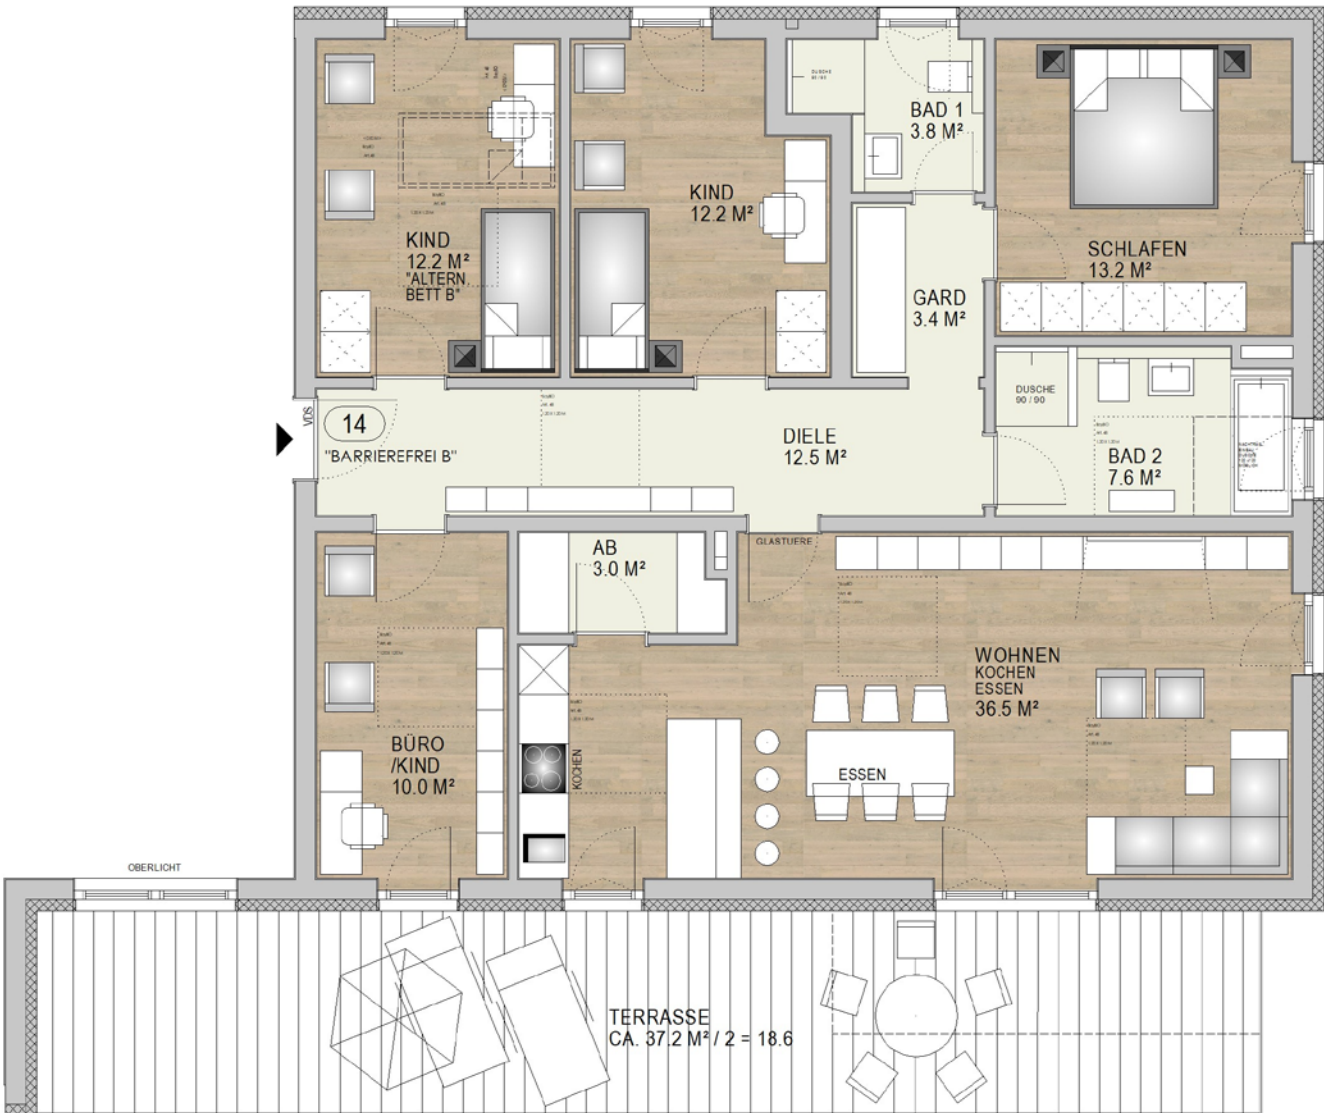 DUSCHE
BAD 1
3.8 M²
KIND
12.2 M²
KIND
12.2 M²
"ALTERN.
BETT B"
SCHLAFEN
13.2 M²
GARD
3.4 M²
DUSCHE
90 / 90
VDS
14
"BARRIEREFREI B"
DIELE
12.5 M²
BAD 2
7.6 M²
AB
3.0 M²
GLASTUERE
WOHNEN
KOCHEN
ESSEN
36.5 M²
BÜRO
/KIND
10.0 M²
KOCHEN
ESSEN
OBERLICHT
TERRASSE
CA. 37.2 M² / 2 = 18.6